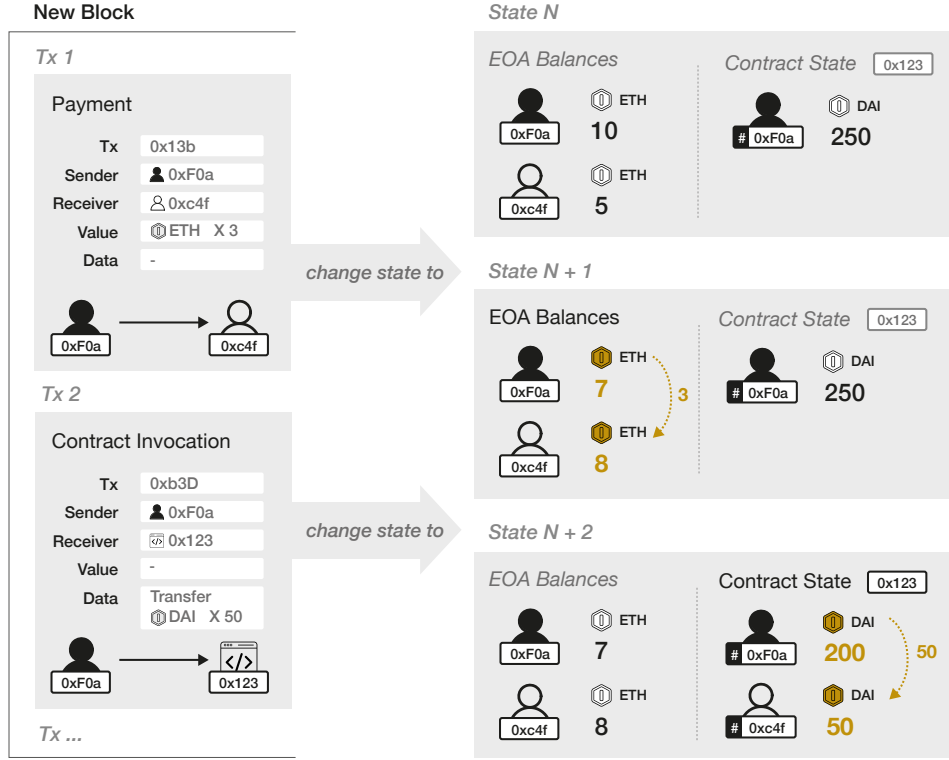 New Block
Tx 1
Payment
Tx 0x13b
Sender 0xF0a
Receiver 0xc4f
Value ETH X 3
Data -
0xF0a 0xc4f
Tx 2
Contract Invocation
Tx 0xb3D
Sender 0xF0a
Receiver </> 0x123
Value -
Data Transfer
DAI X 50
</>
0xF0a 0x123
Tx ...
change state to
change state to
State N
EOA Balances
ETH
0xF0a 10
ETH
0xc4f 5
Contract State 0x123
DAI
# 0xF0a 250
State N + 1
EOA Balances
ETH
0xF0a 7
3
ETH
0xc4f 8
Contract State 0x123
DAI
# 0xF0a 250
State N + 2
EOA Balances
ETH
0xF0a 7
ETH
0xc4f 8
Contract State 0x123
DAI
# 0xF0a 200 50
DAI
# 0xc4f 50